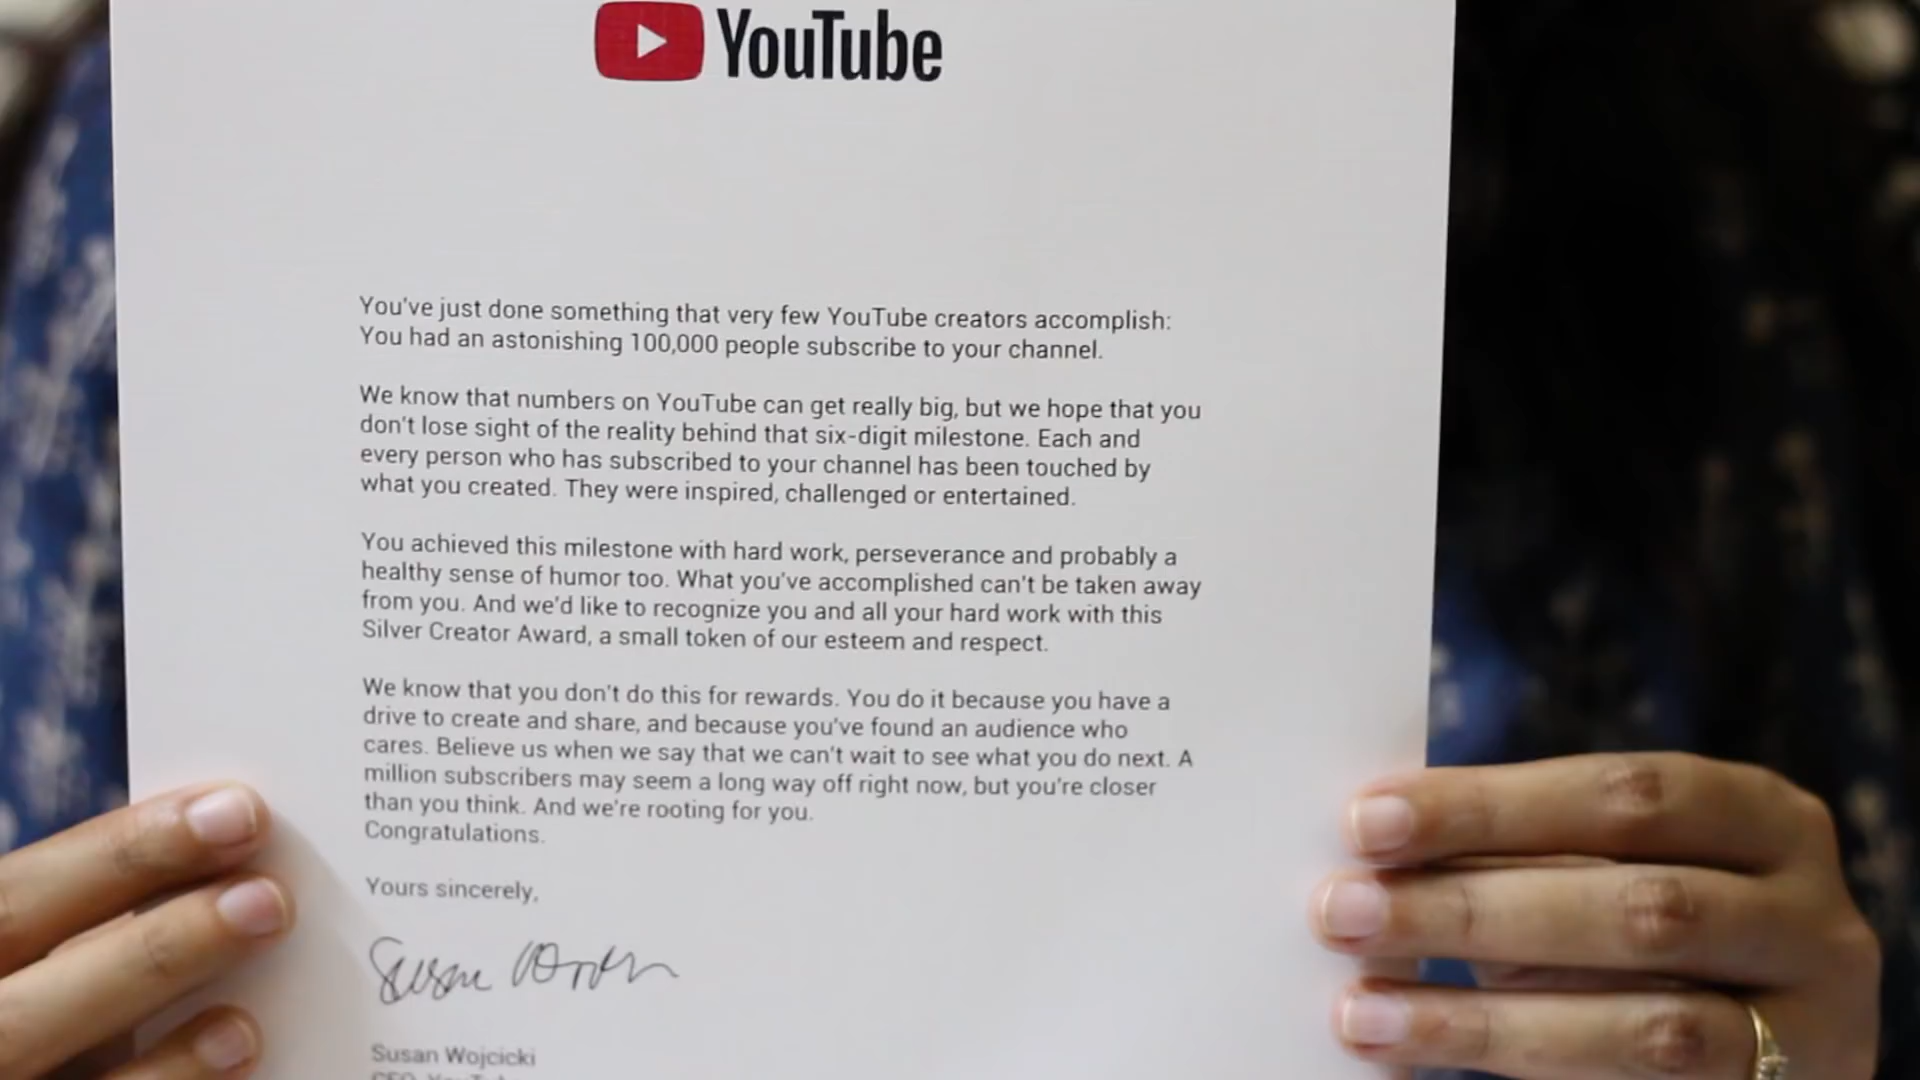 YouTube
You've just done something that very few YouTube creators accomplish:
You had an astonishing 100,000 people subscribe to your channel.
We know that numbers on YouTube can get really big, but we hope that you
don't lose sight of the reality behind that six-digit milestone. Each and
every person who has subscribed to your channel has been touched by
what you created. They were inspired, challenged or entertained.
You achieved this milestone with hard work, perseverance and probably a
healthy sense of humor too. What you've accomplished can't be taken away
from you. And we'd like to recognize you and all your hard work with this
Silver Creator Award, a small token of our esteem and respect.
We know that you don't do this for rewards. You do it because you have a
drive to create and share, and because you've found an audience who
cares. Believe us when we say that we can't wait to see what you do next. A
million subscribers may seem a long way off right now, but you're closer
than you think. And we're rooting for you.
Congratulations.
Yours sincerely,
Susan Wojcicki